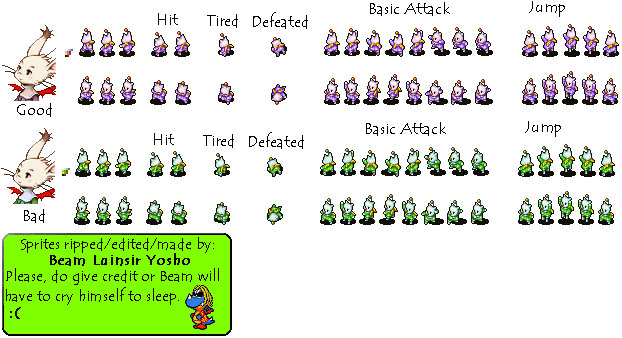 Hit Tired Defeated Basic Attack Jump
Good
Hit Tired Defeated Basic Attack Jump
Bad
Sprites ripped/edited/made by:
Beam Lainsir Yosho
Please, do give credit or Beam will
have to cry himself to sleep.
:(